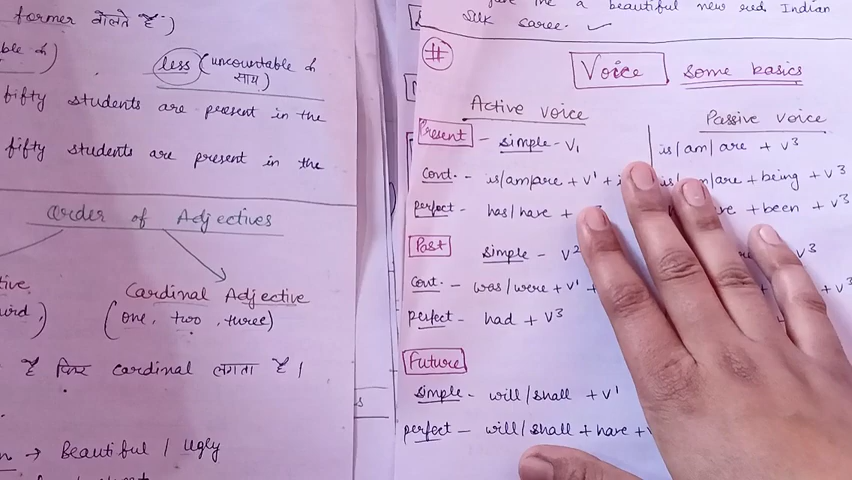 former बोलते हैं)
less (uncountable के
साथ)
fifty students are present in the
fifty students are present in the
Order of Adjectives
Cardinal Adjective
(one, two, three)
है फिर cardinal लगता है।
→ Beautiful / Ugly
a beautiful new red Indian
Silk saree.
#
Voice some basics
Active voice
Passive voice
Present - simple - V1
is/am/are + V3
Cont. - is/am/are + V1 +
is/am/are + being + V3
perfect - has/have +
+ been + V3
Past
simple - V2
V3
Cont. - was/were + V1 +
+ V3
perfect - had + V3
Future
simple - will/shall + V1
perfect - will/shall + have +